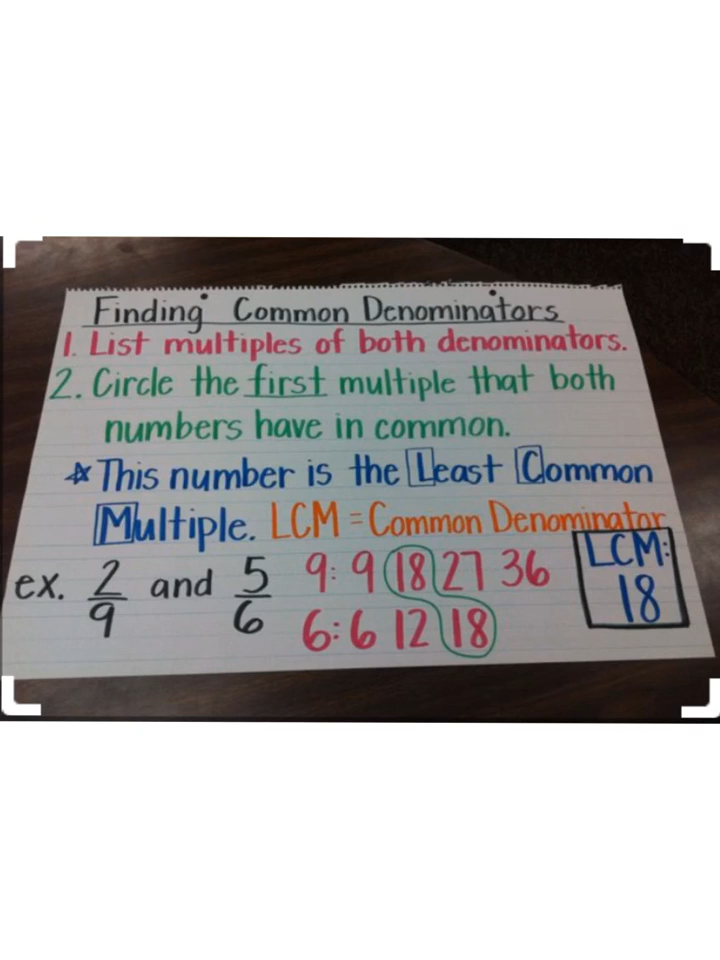 Finding Common Denominators
1. List multiples of both denominators.
2. Circle the first multiple that both
numbers have in common.
☆ This number is the Least Common
Multiple. LCM = Common Denominator
ex. 2/9 and 5/6
9: 9 18 27 36
6: 6 12 18
LCM:
18